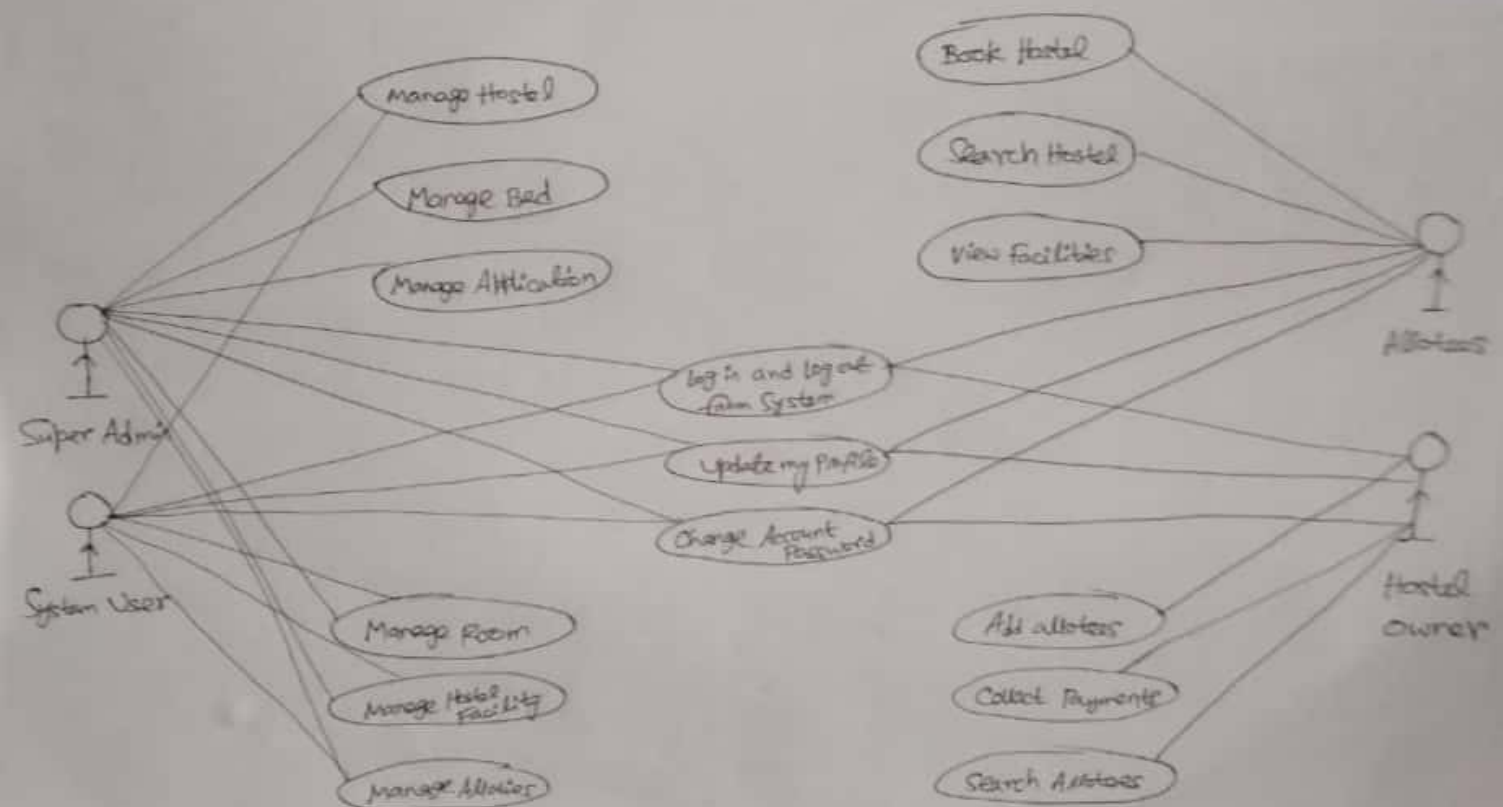 Manage Hostel
Manage Bed
Manage Application
Super Admin
System User
Book Hostel
Search Hostel
View Facilities
Allotees
Log in and Log out
from System
Update my Profile
Change Account
Password
Manage Room
Manage Hostel
Facility
Manage Allotees
Hostel
owner
Add allotees
Collect Payments
Search Allotees